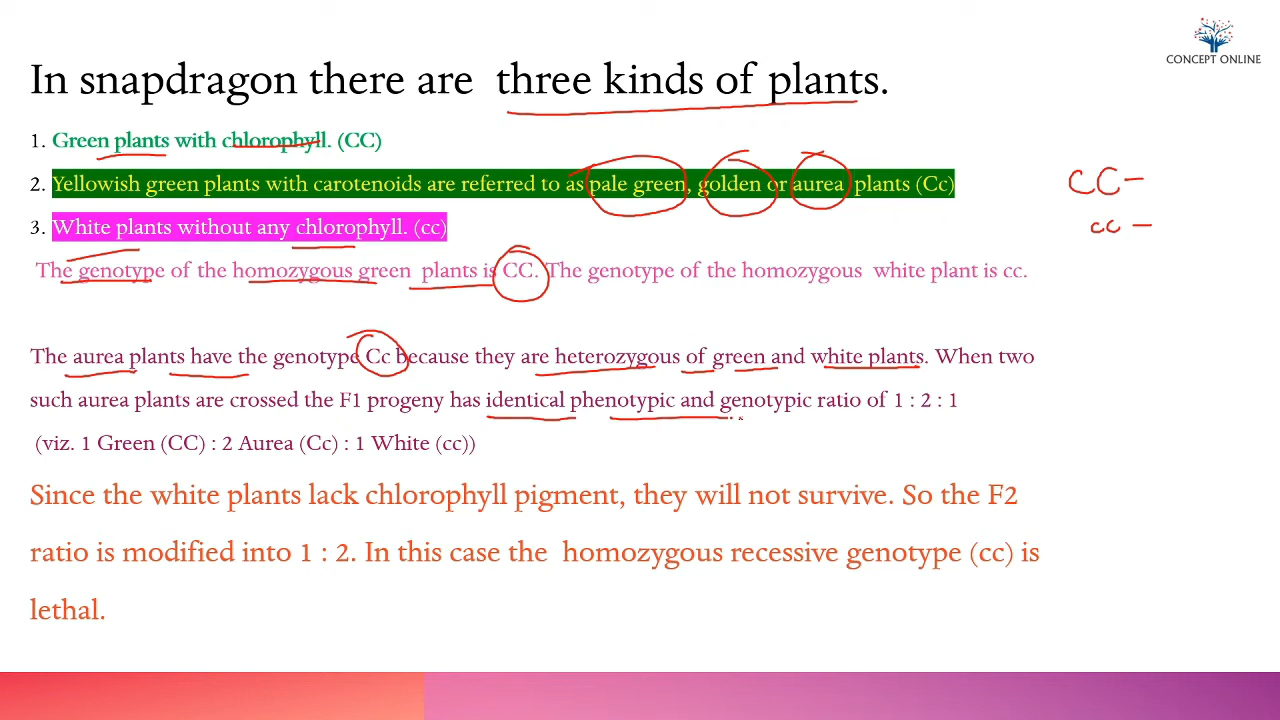 CONCEPT ONLINE
In snapdragon there are three kinds of plants.
1. Green plants with chlorophyll. (CC)
2. Yellowish green plants with carotenoids are referred to as pale green, golden or aurea plants (Cc)
CC-
3. White plants without any chlorophyll. (cc)
cc -
The genotype of the homozygous green plants is CC. The genotype of the homozygous white plant is cc.
The aurea plants have the genotype Cc because they are heterozygous of green and white plants. When two
such aurea plants are crossed the F1 progeny has identical phenotypic and genotypic ratio of 1 : 2 : 1
(viz. 1 Green (CC) : 2 Aurea (Cc) : 1 White (cc))
Since the white plants lack chlorophyll pigment, they will not survive. So the F2
ratio is modified into 1 : 2. In this case the homozygous recessive genotype (cc) is
lethal.